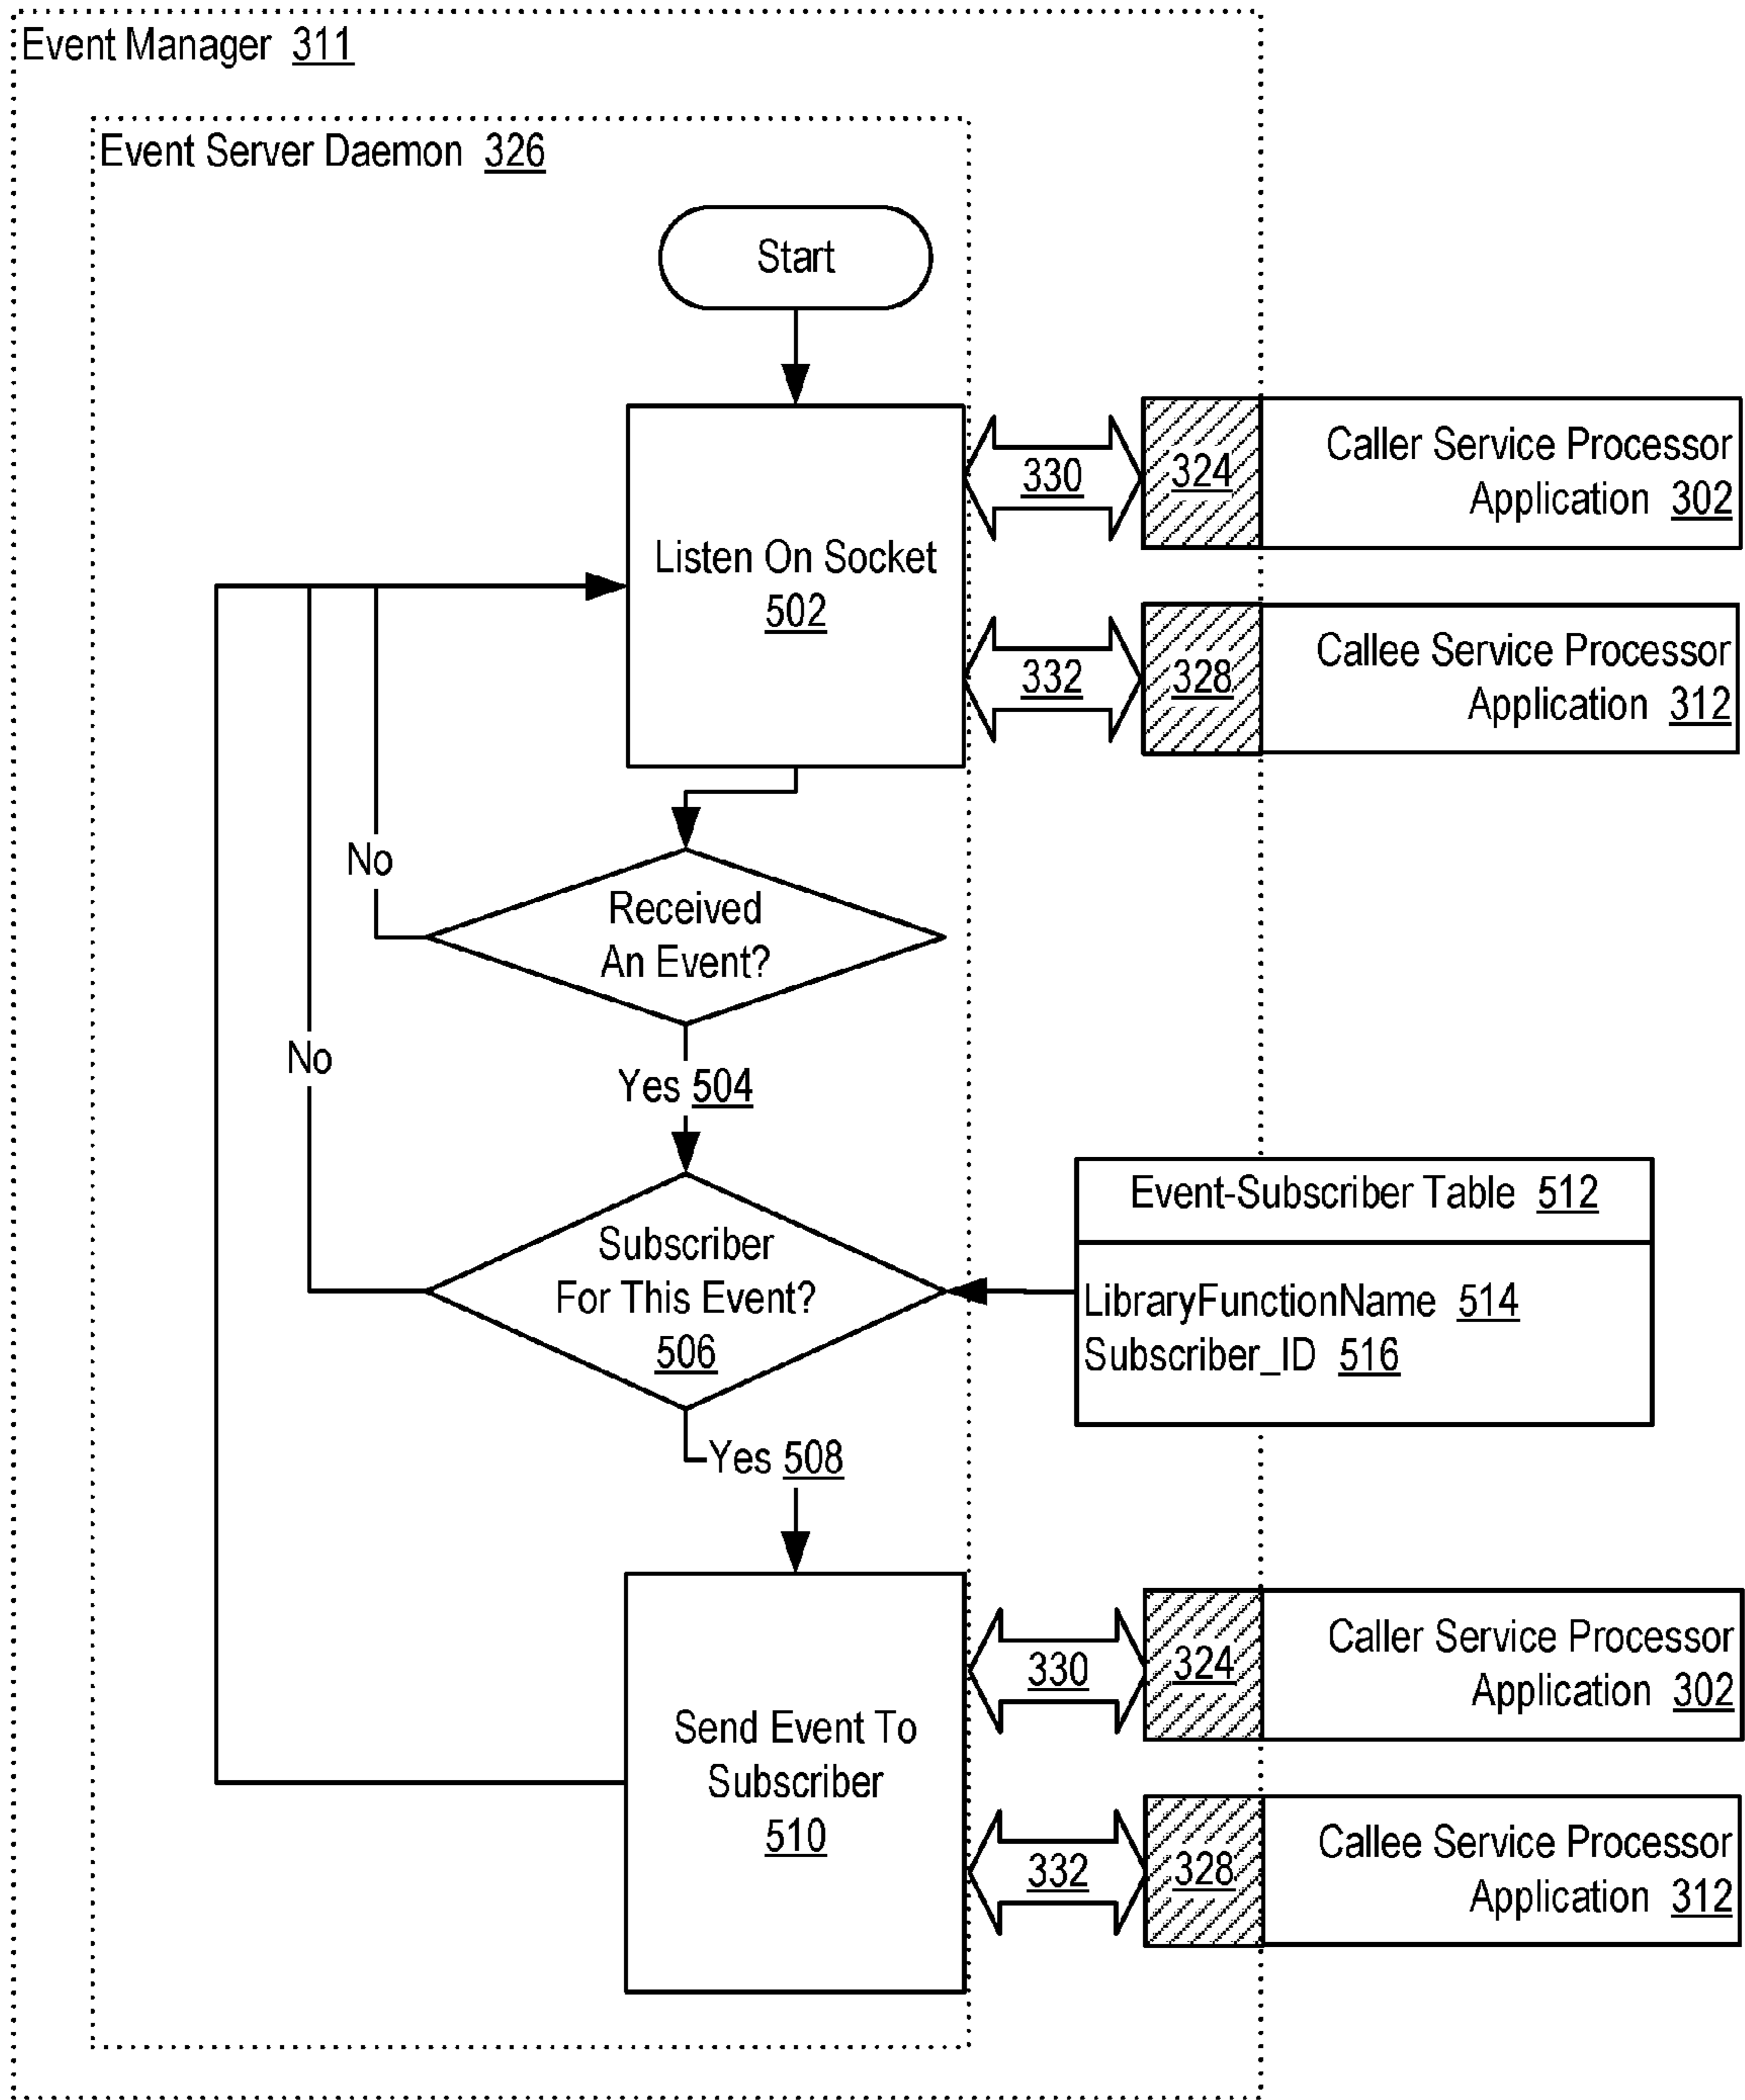 Event Manager 311
Event Server Daemon 326
Start
Listen On Socket
502
330
324
Caller Service Processor
Application 302
332
328
Callee Service Processor
Application 312
No
Received
An Event?
No
Yes 504
Subscriber
For This Event?
506
Event-Subscriber Table 512
LibraryFunctionName 514
Subscriber_ID 516
Yes 508
Send Event To
Subscriber
510
330
324
Caller Service Processor
Application 302
332
328
Callee Service Processor
Application 312